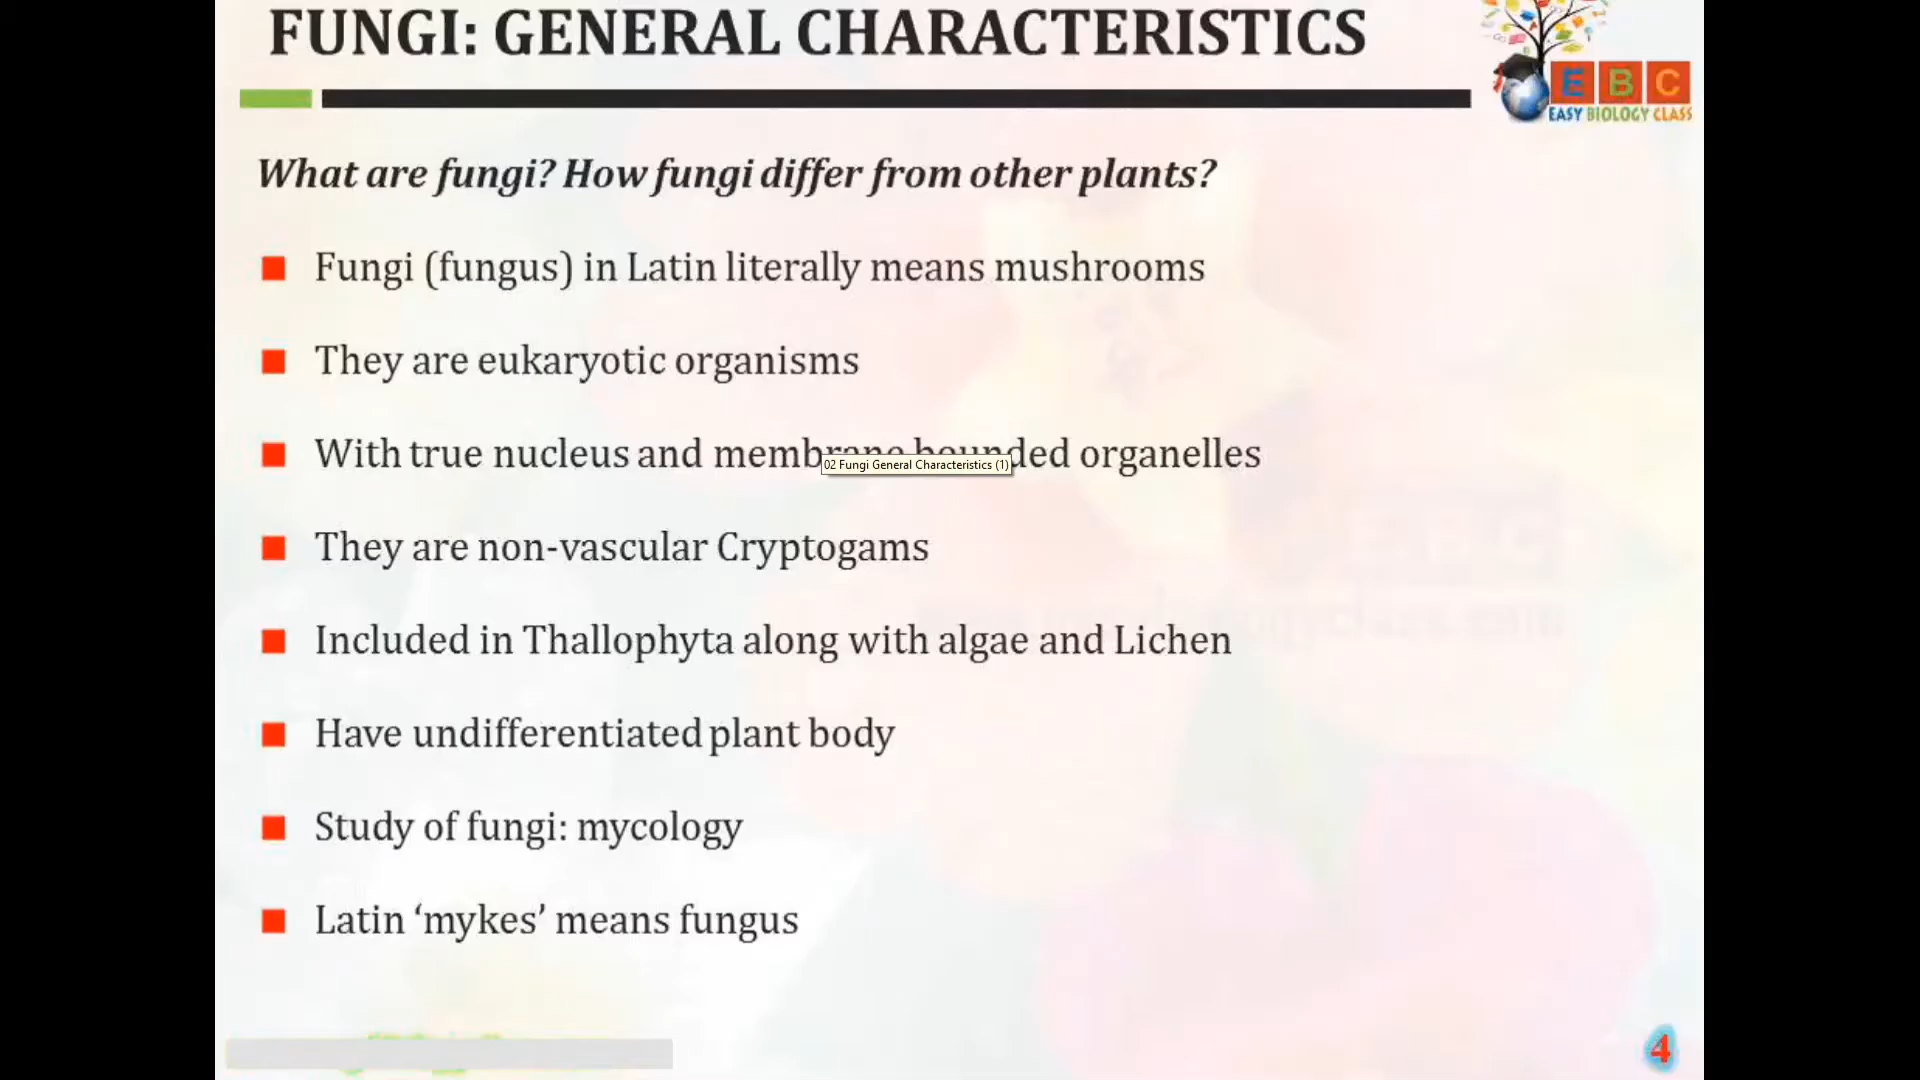 FUNGI: GENERAL CHARACTERISTICS
E B C
EASY BIOLOGY CLASS
What are fungi? How fungi differ from other plants?
Fungi (fungus) in Latin literally means mushrooms
They are eukaryotic organisms
With true nucleus and membrane bounded organelles
02 Fungi General Characteristics (1)
They are non-vascular Cryptogams
Included in Thallophyta along with algae and Lichen
Have undifferentiated plant body
Study of fungi: mycology
Latin ‘mykes’ means fungus
4